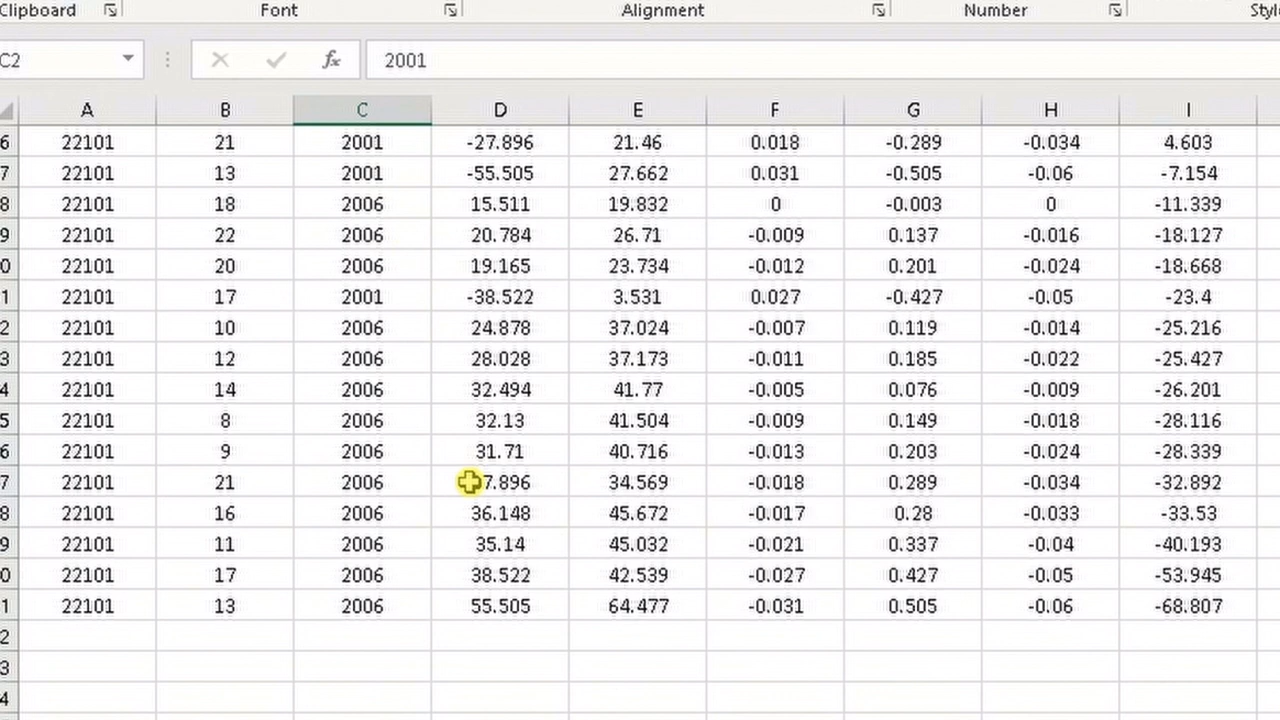 Clipboard Font Alignment Number
C2 fx 2001
A B C D E F G H I
6 22101 21 2001 -27.896 21.46 0.018 -0.289 -0.034 4.603
7 22101 13 2001 -55.505 27.662 0.031 -0.505 -0.06 -7.154
8 22101 18 2006 15.511 19.832 0 -0.003 0 -11.339
9 22101 22 2006 20.784 26.71 -0.009 0.137 -0.016 -18.127
0 22101 20 2006 19.165 23.734 -0.012 0.201 -0.024 -18.668
1 22101 17 2001 -38.522 3.531 0.027 -0.427 -0.05 -23.4
2 22101 10 2006 24.878 37.024 -0.007 0.119 -0.014 -25.216
3 22101 12 2006 28.028 37.173 -0.011 0.185 -0.022 -25.427
4 22101 14 2006 32.494 41.77 -0.005 0.076 -0.009 -26.201
5 22101 8 2006 32.13 41.504 -0.009 0.149 -0.018 -28.116
6 22101 9 2006 31.71 40.716 -0.013 0.203 -0.024 -28.339
7 22101 21 2006 7.896 34.569 -0.018 0.289 -0.034 -32.892
8 22101 16 2006 36.148 45.672 -0.017 0.28 -0.033 -33.53
9 22101 11 2006 35.14 45.032 -0.021 0.337 -0.04 -40.193
0 22101 17 2006 38.522 42.539 -0.027 0.427 -0.05 -53.945
1 22101 13 2006 55.505 64.477 -0.031 0.505 -0.06 -68.807
2
3
4